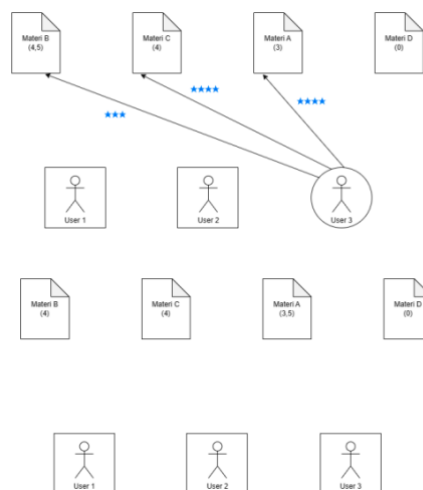 Materi B
(4,5)
Materi C
(4)
Materi A
(3)
Materi D
(0)
User 1
User 2
User 3
Materi B
(4)
Materi C
(4)
Materi A
(3,5)
Materi D
(0)
User 1
User 2
User 3